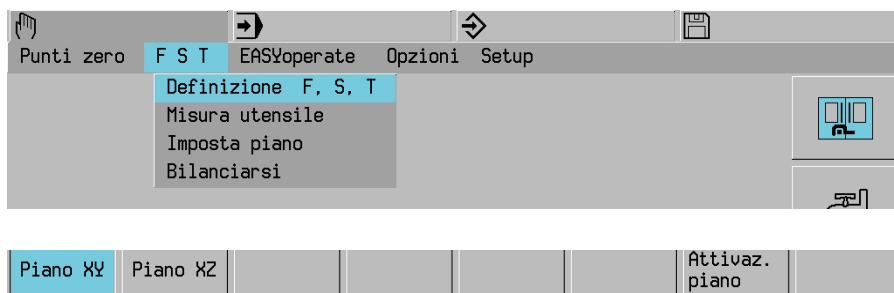 Punti zero F S T EASYoperate Opzioni Setup
Definizione F, S, T
Misura utensile
Imposta piano
Bilanciarsi
Piano XY Piano XZ Attivaz.
piano